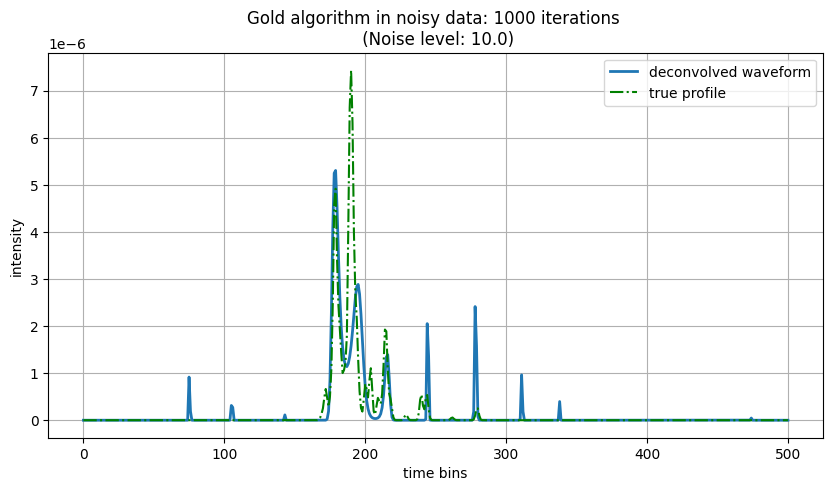 Gold algorithm in noisy data: 1000 iterations
(Noise level: 10.0)
1e−6
deconvolved waveform
true profile
7
6
5
4
3
2
1
0
intensity
0 100 200 300 400 500
time bins